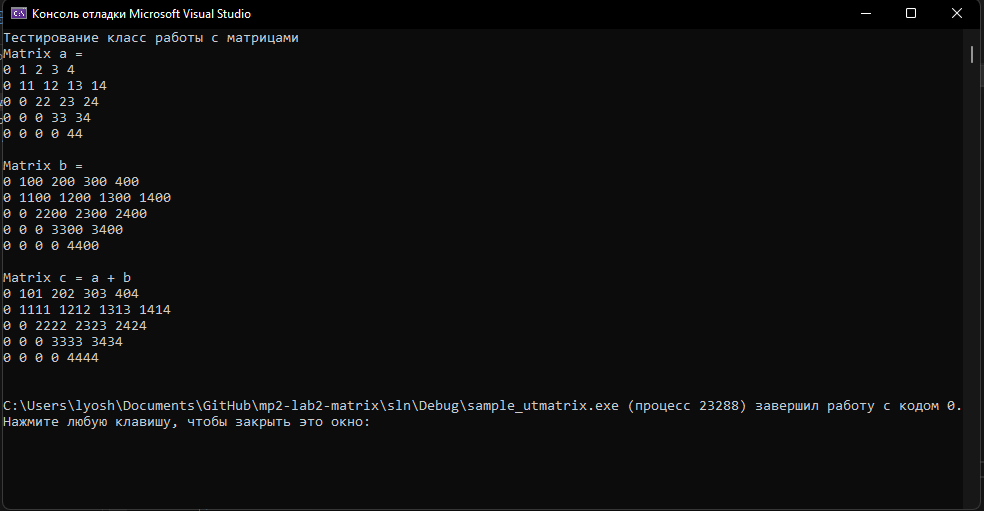 Консоль отладки Microsoft Visual Studio
Тестирование класс работы с матрицами
Matrix a =
0 1 2 3 4
0 11 12 13 14
0 0 22 23 24
0 0 0 33 34
0 0 0 0 44
Matrix b =
0 100 200 300 400
0 1100 1200 1300 1400
0 0 2200 2300 2400
0 0 0 3300 3400
0 0 0 0 4400
Matrix c = a + b
0 101 202 303 404
0 1111 1212 1313 1414
0 0 2222 2323 2424
0 0 0 3333 3434
0 0 0 0 4444
C:\Users\lyosh\Documents\GitHub\mp2-lab2-matrix\sln\Debug\sample_utmatrix.exe (процесс 23288) завершил работу с кодом 0.
Нажмите любую клавишу, чтобы закрыть это окно: